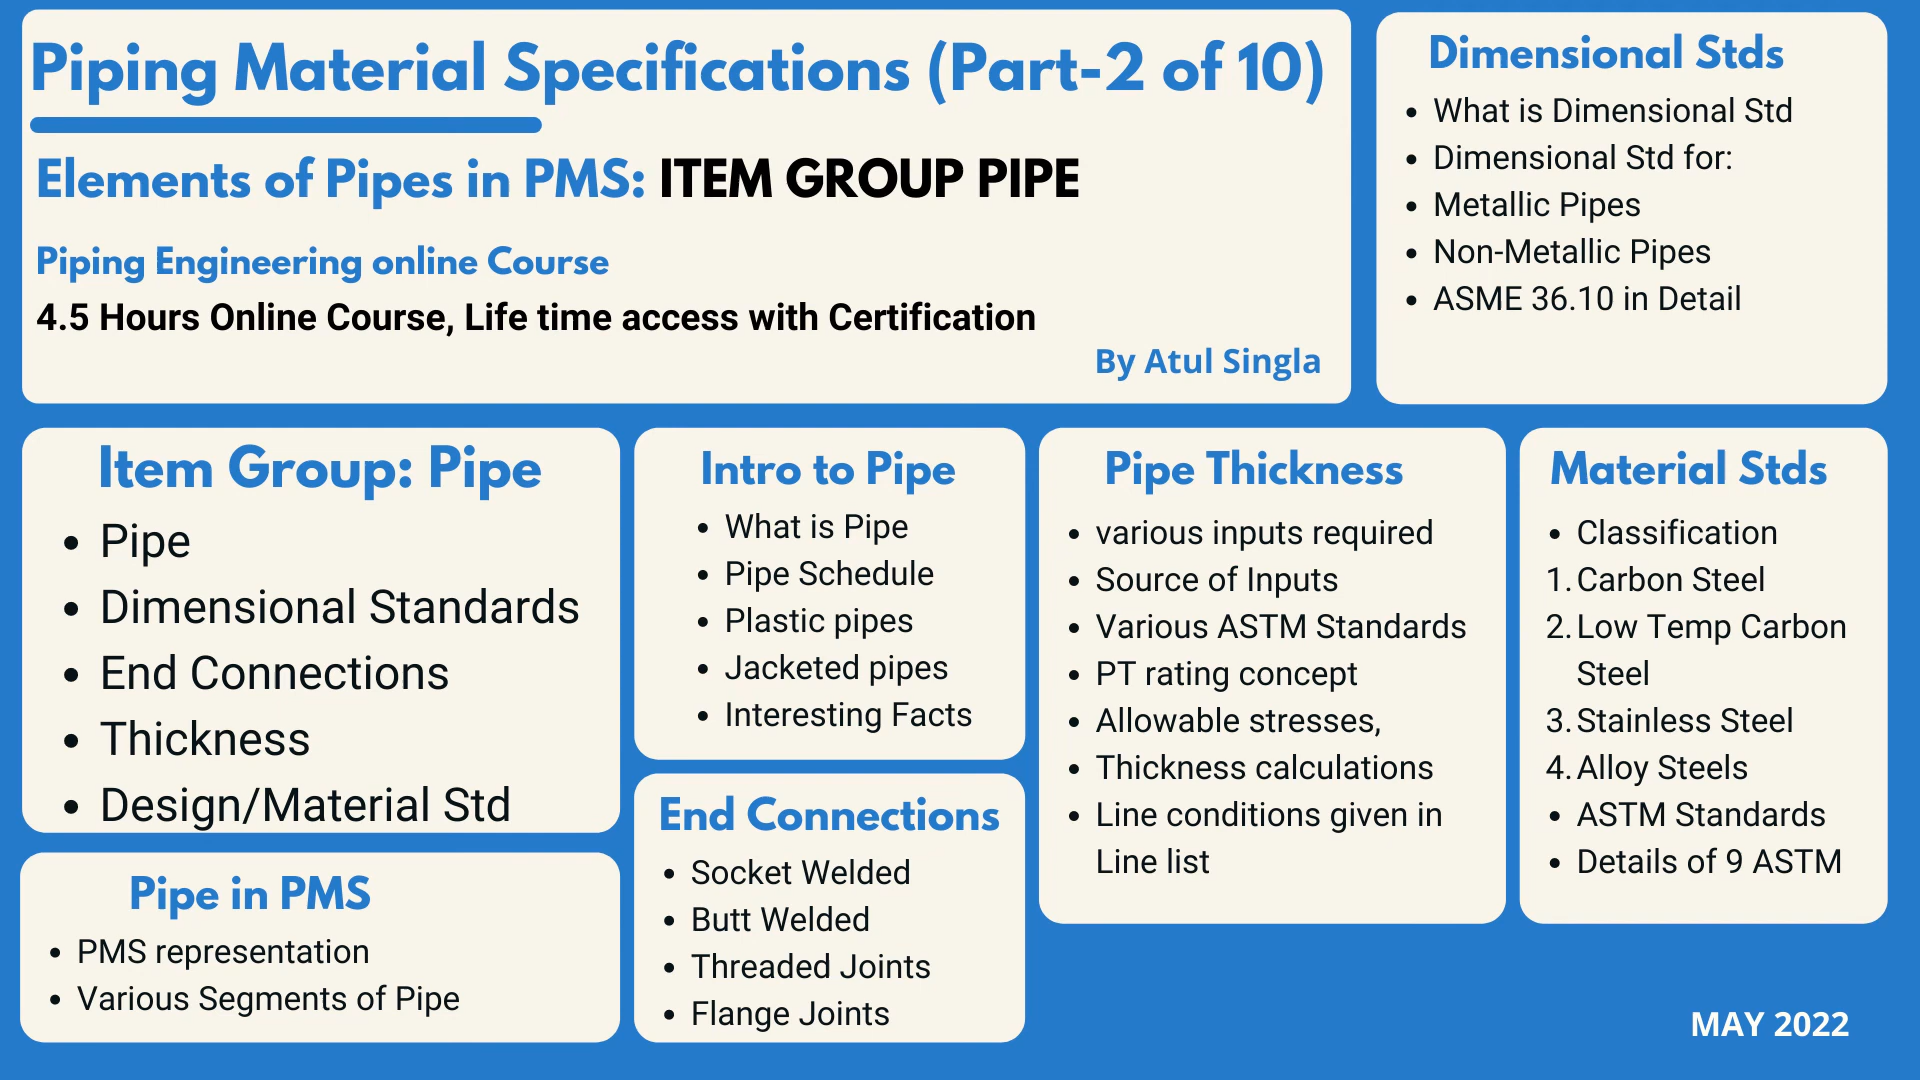 Piping Material Specifications (Part-2 of 10)
Elements of Pipes in PMS: ITEM GROUP PIPE
Piping Engineering online Course
4.5 Hours Online Course, Life time access with Certification
By Atul Singla
Dimensional Stds
• What is Dimensional Std
• Dimensional Std for:
• Metallic Pipes
• Non-Metallic Pipes
• ASME 36.10 in Detail
Item Group: Pipe
• Pipe
• Dimensional Standards
• End Connections
• Thickness
• Design/Material Std
Pipe in PMS
• PMS representation
• Various Segments of Pipe
Intro to Pipe
• What is Pipe
• Pipe Schedule
• Plastic pipes
• Jacketed pipes
• Interesting Facts
End Connections
• Socket Welded
• Butt Welded
• Threaded Joints
• Flange Joints
Pipe Thickness
• various inputs required
• Source of Inputs
• Various ASTM Standards
• PT rating concept
• Allowable stresses,
• Thickness calculations
• Line conditions given in
Line list
Material Stds
• Classification
1. Carbon Steel
2. Low Temp Carbon
Steel
3. Stainless Steel
4. Alloy Steels
• ASTM Standards
• Details of 9 ASTM
MAY 2022